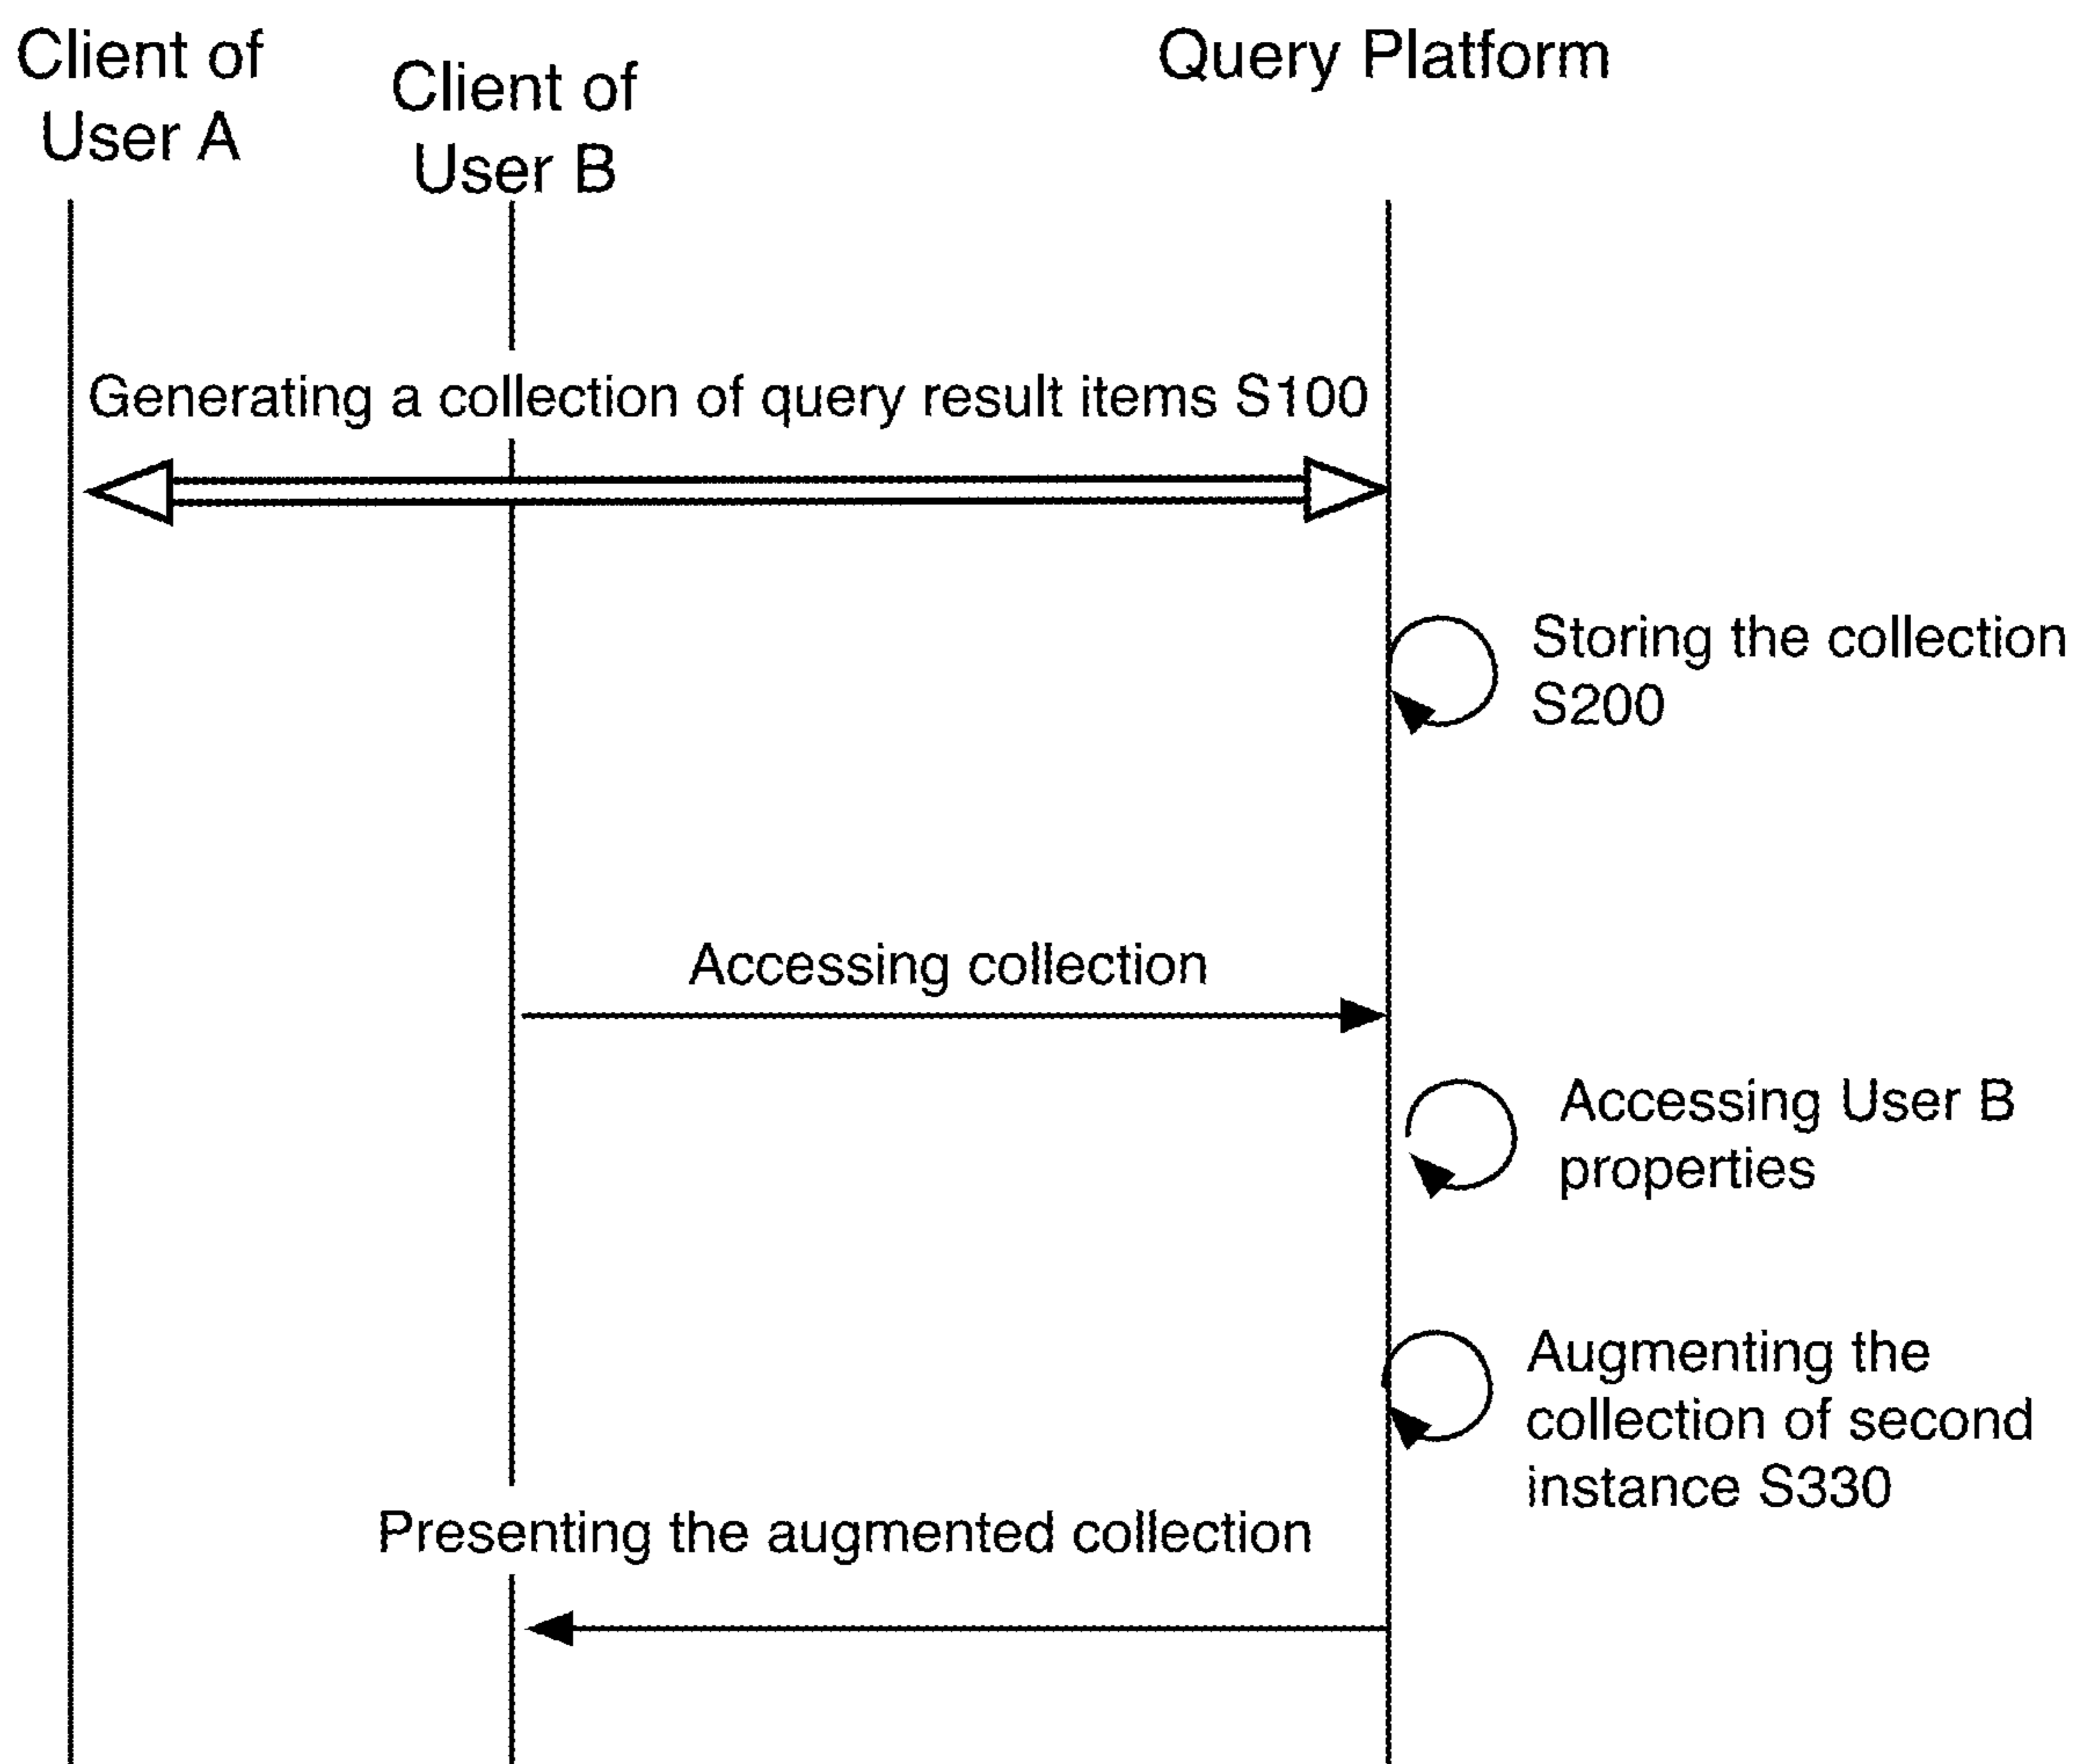 Client of
User A
Client of
User B
Query Platform
Generating a collection of query result items S100
Storing the collection
S200
Accessing collection
Accessing User B
properties
Augmenting the
collection of second
instance S330
Presenting the augmented collection